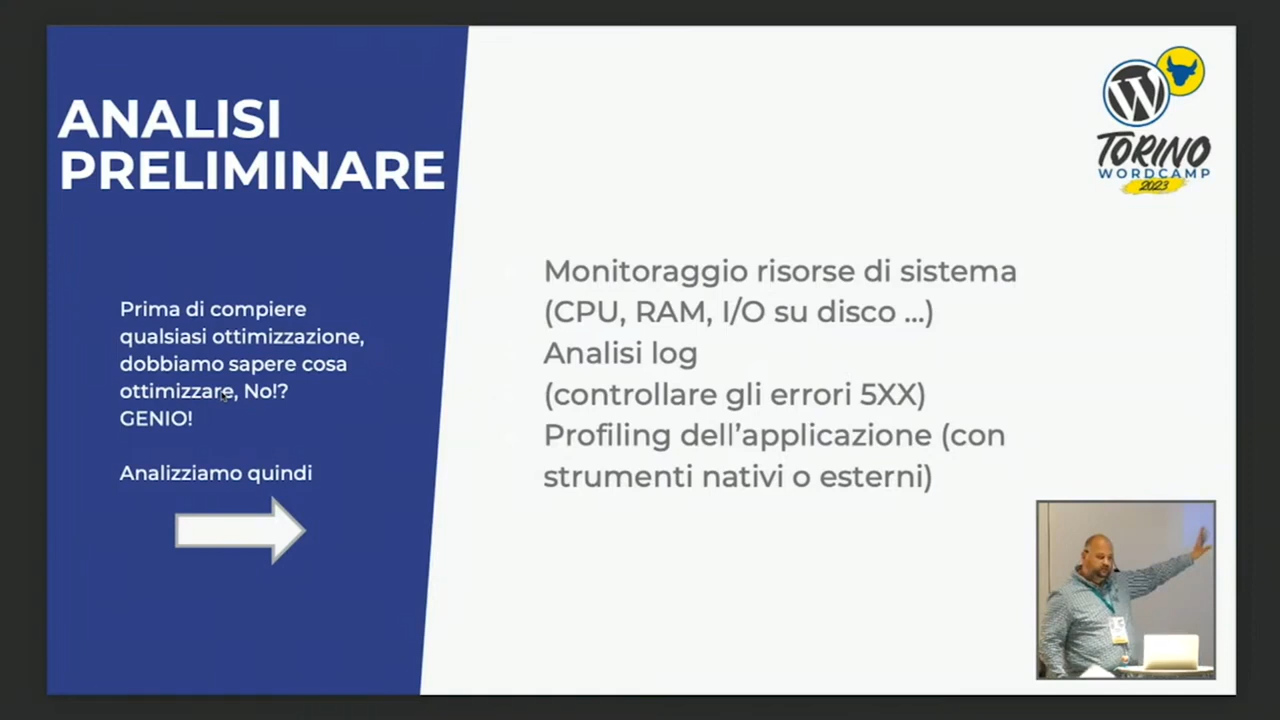 ANALISI
PRELIMINARE
Prima di compiere
qualsiasi ottimizzazione,
dobbiamo sapere cosa
ottimizzare, No!?
GENIO!
Analizziamo quindi
TORINO
WORDCAMP
2023
Monitoraggio risorse di sistema
(CPU, RAM, I/O su disco ...)
Analisi log
(controllare gli errori 5XX)
Profiling dell’applicazione (con
strumenti nativi o esterni)